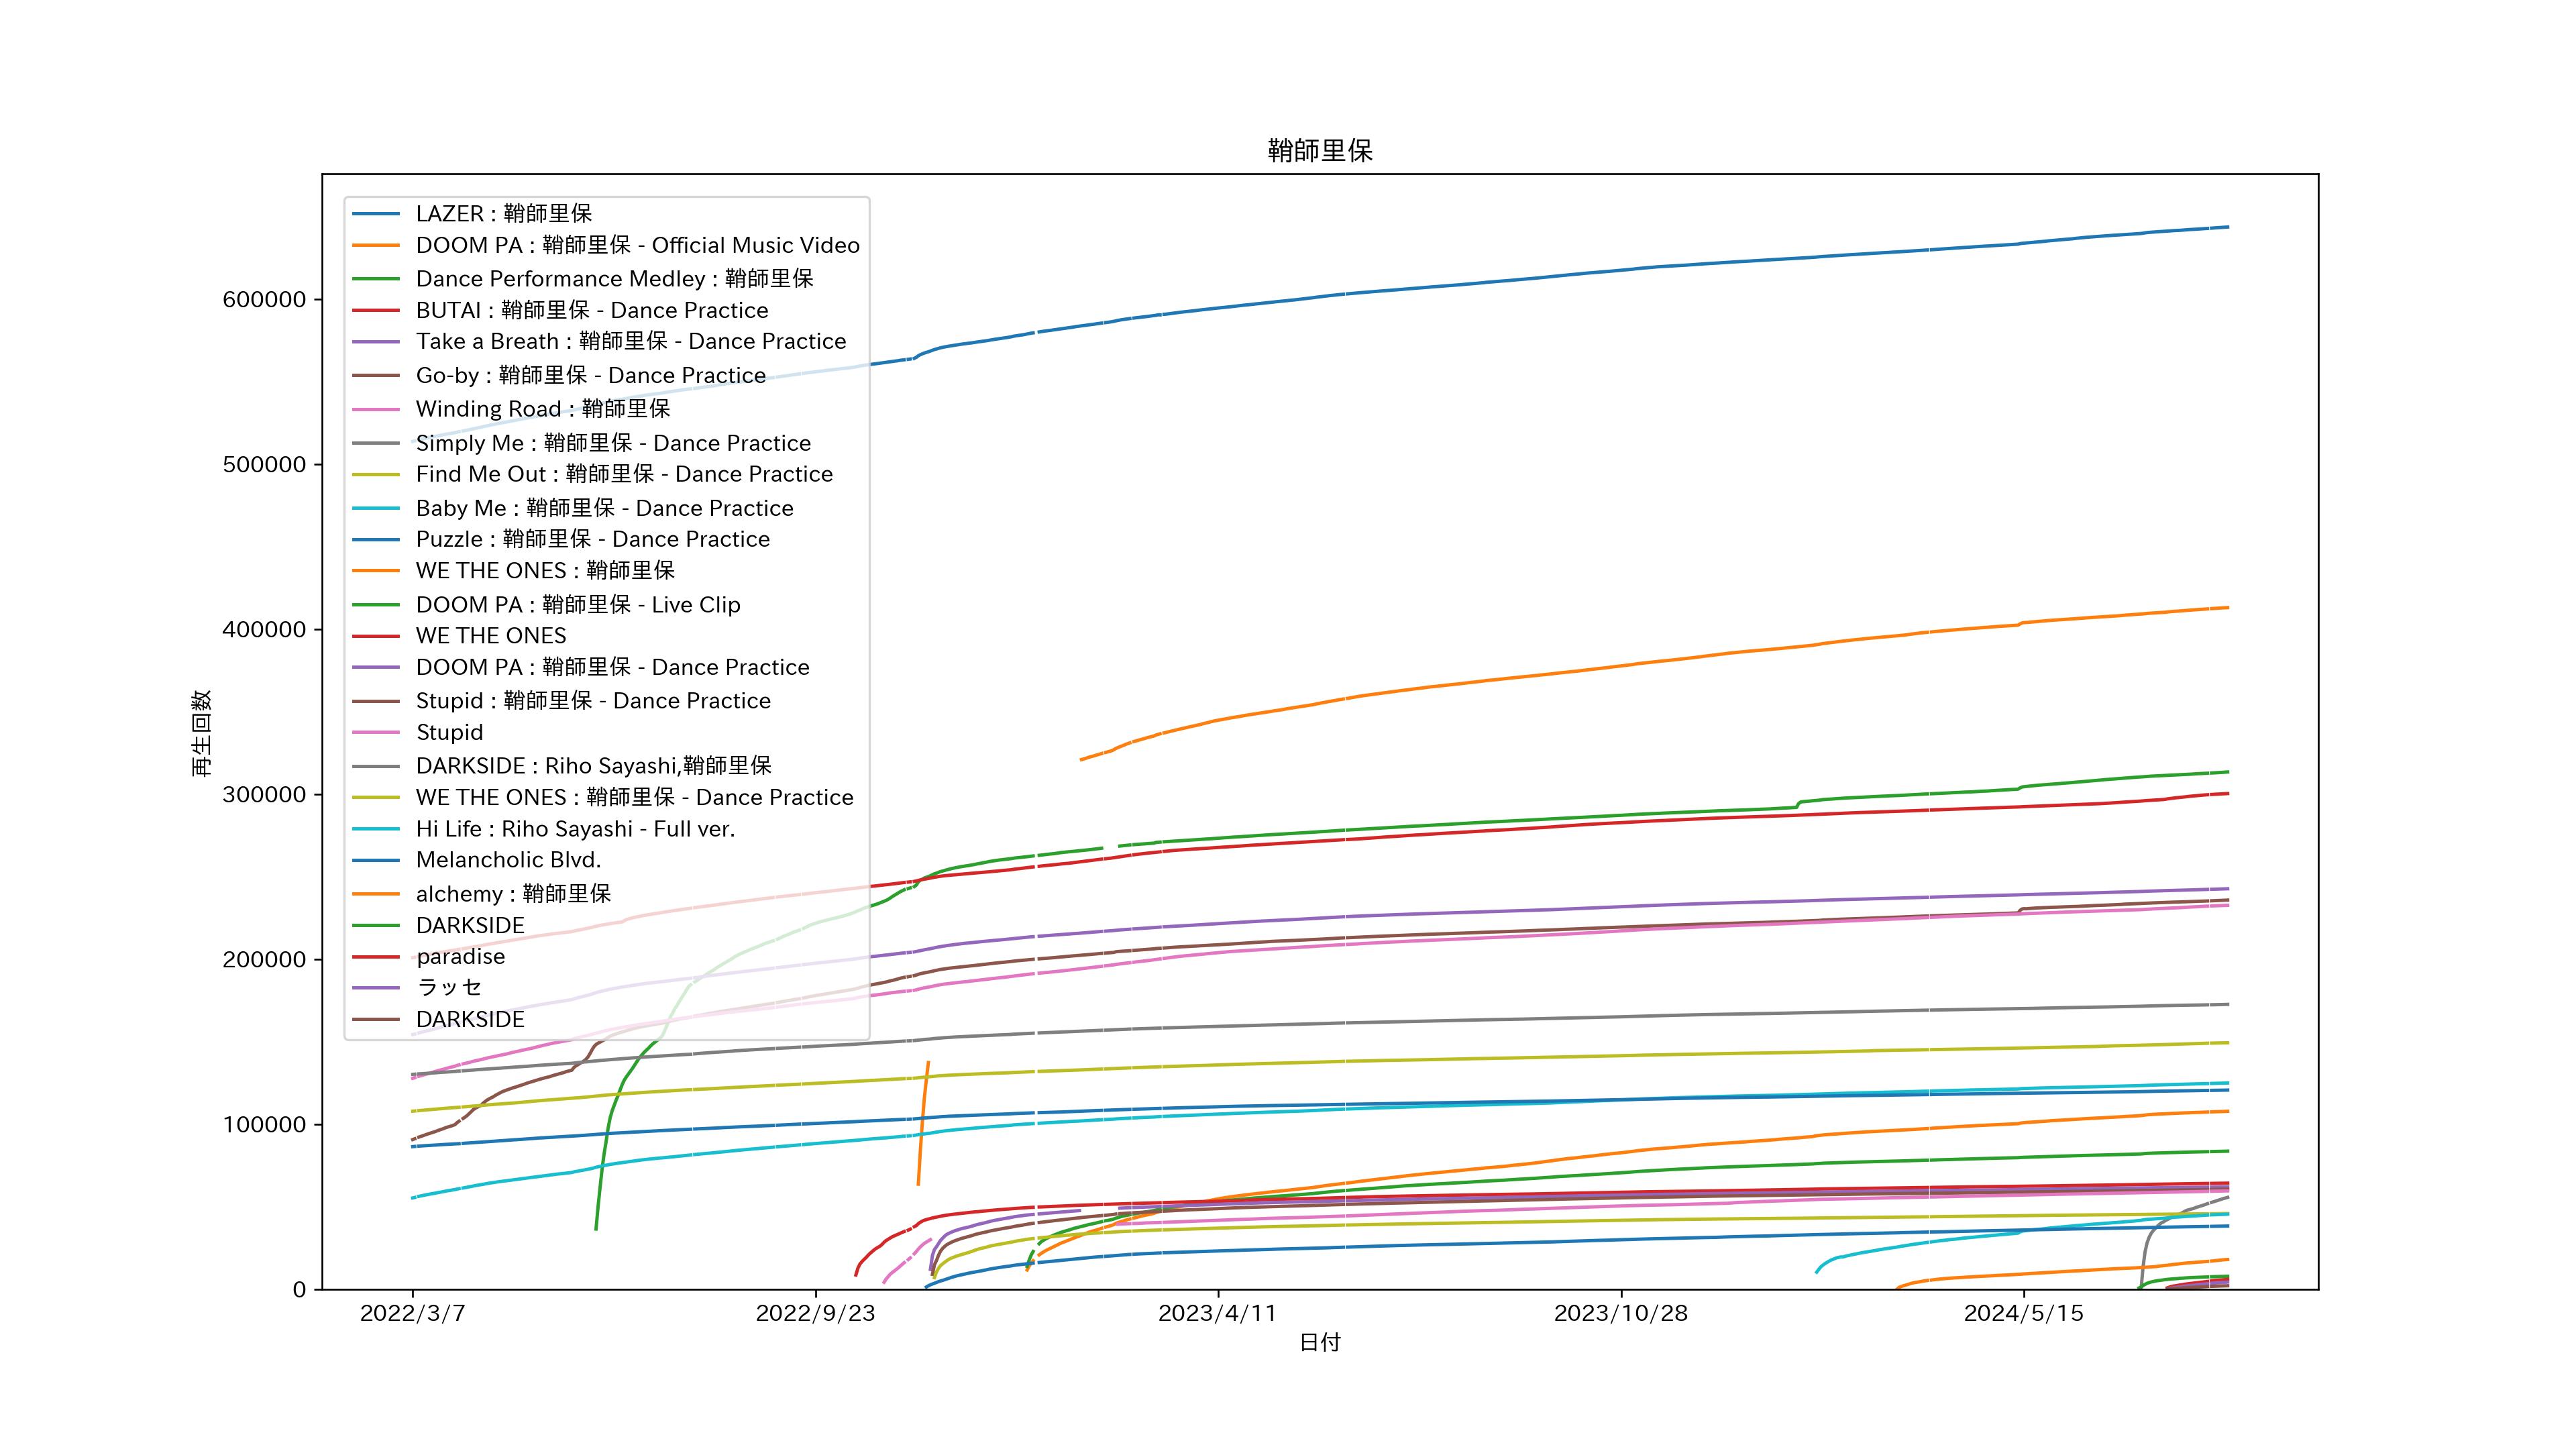 鞘師里保
LAZER : 鞘師里保
DOOM PA : 鞘師里保 - Official Music Video
Dance Performance Medley : 鞘師里保
BUTAI : 鞘師里保 - Dance Practice
Take a Breath : 鞘師里保 - Dance Practice
Go-by : 鞘師里保 - Dance Practice
Winding Road : 鞘師里保
Simply Me : 鞘師里保 - Dance Practice
Find Me Out : 鞘師里保 - Dance Practice
Baby Me : 鞘師里保 - Dance Practice
Puzzle : 鞘師里保 - Dance Practice
WE THE ONES : 鞘師里保
DOOM PA : 鞘師里保 - Live Clip
WE THE ONES
DOOM PA : 鞘師里保 - Dance Practice
Stupid : 鞘師里保 - Dance Practice
Stupid
DARKSIDE : Riho Sayashi,鞘師里保
WE THE ONES : 鞘師里保 - Dance Practice
Hi Life : Riho Sayashi - Full ver.
Melancholic Blvd.
alchemy : 鞘師里保
DARKSIDE
paradise
ラッセ
DARKSIDE
再生回数
600000
500000
400000
300000
200000
100000
0
2022/3/7
2022/9/23
2023/4/11
2023/10/28
2024/5/15
日付